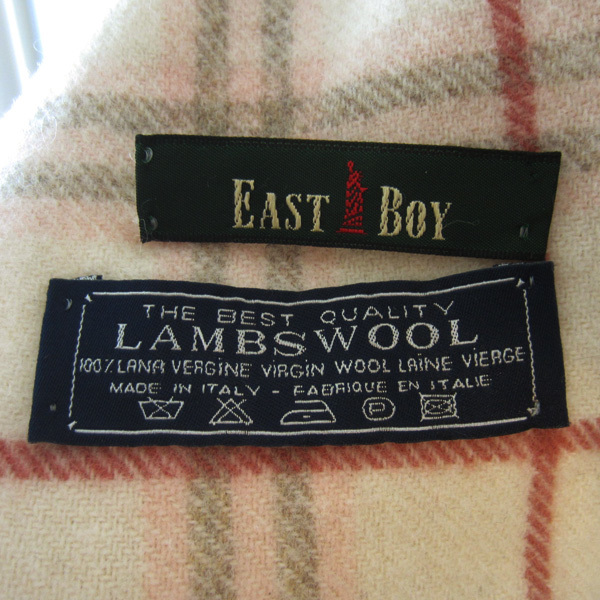 EAST BOY
THE BEST QUALITY
LAMBSWOOL
100% LANA VERGINE VIRGIN WOOL LAINE VIERGE
MADE IN ITALY - FABRIQUE EN ITALIE
P